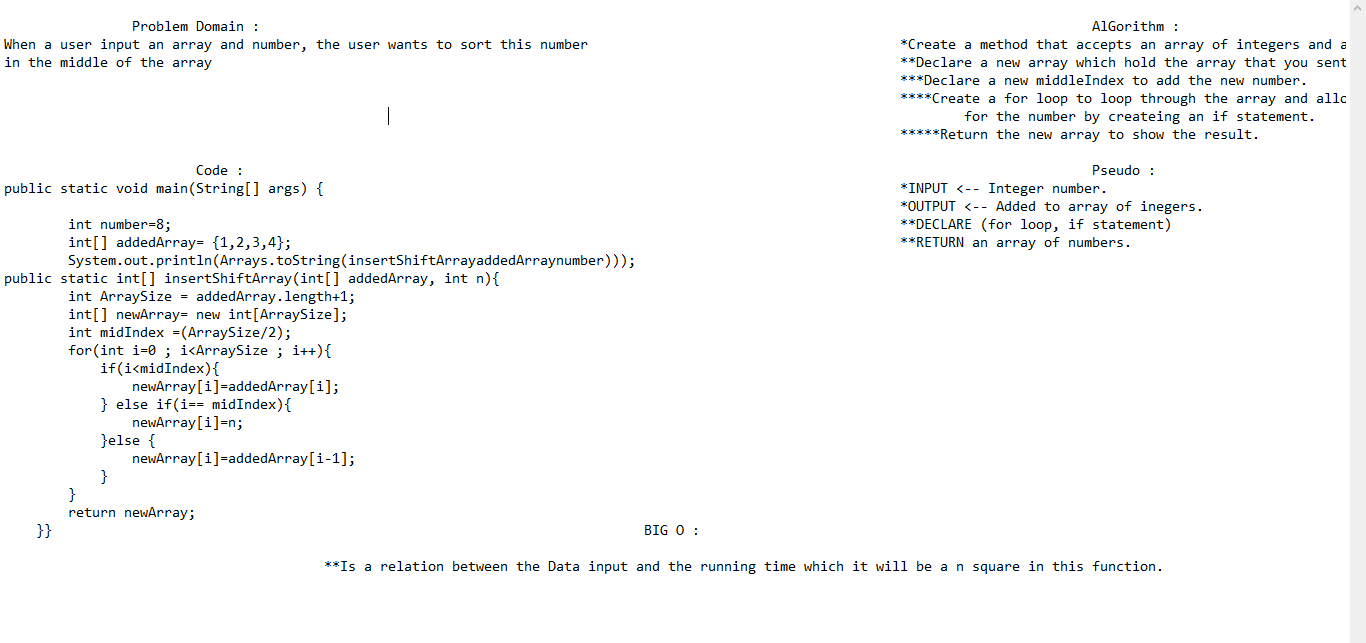 Problem Domain :
When a user input an array and number, the user wants to sort this number
in the middle of the array
AlGorithm :
*Create a method that accepts an array of integers and a
**Declare a new array which hold the array that you sent
***Declare a new middleIndex to add the new number.
****Create a for loop to loop through the array and allo
for the number by createing an if statement.
*****Return the new array to show the result.
Code :
public static void main(String[] args) {
int number=8;
int[] addedArray= {1,2,3,4};
System.out.println(Arrays.toString(insertShiftArrayaddedArraynumber)));
public static int[] insertShiftArray(int[] addedArray, int n){
int ArraySize = addedArray.length+1;
int[] newArray= new int[ArraySize];
int midIndex =(ArraySize/2);
for(int i=0 ; i<ArraySize ; i++){
if(i<midIndex){
newArray[i]=addedArray[i];
} else if(i== midIndex){
newArray[i]=n;
}else {
newArray[i]=addedArray[i-1];
}
}
return newArray;
}}
Pseudo :
*INPUT <-- Integer number.
*OUTPUT <-- Added to array of inegers.
**DECLARE (for loop, if statement)
**RETURN an array of numbers.
BIG O :
**Is a relation between the Data input and the running time which it will be a n square in this function.